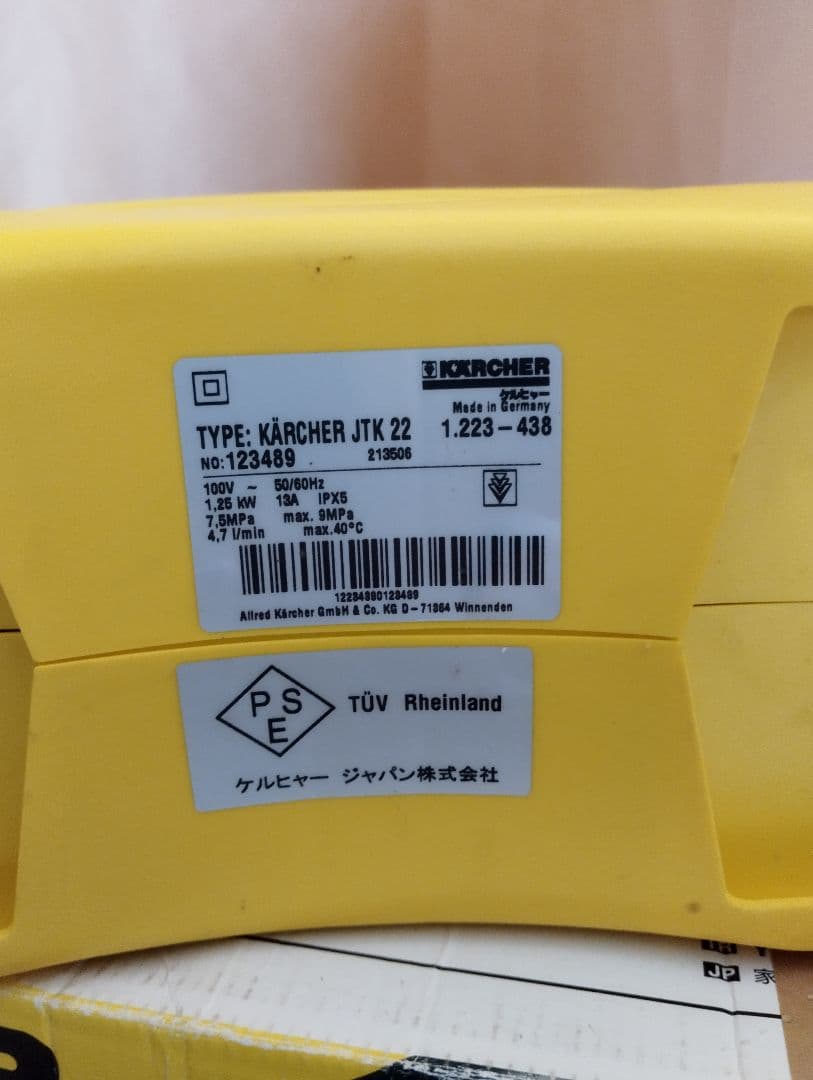 KÄRCHER
ケルヒャー
Made in Germany
TYPE: KÄRCHER JTK 22 1.223-438
NO:123489 213506
100V ~ 50/60Hz
1,25 kW 13A IPX5
7,5MPa max. 9MPa
4,7 l/min max.40°C
12234380123489
Alfred Kärcher GmbH & Co. KG D-71364 Winnenden
PSE TÜV Rheinland
ケルヒャー ジャパン株式会社
JP 家